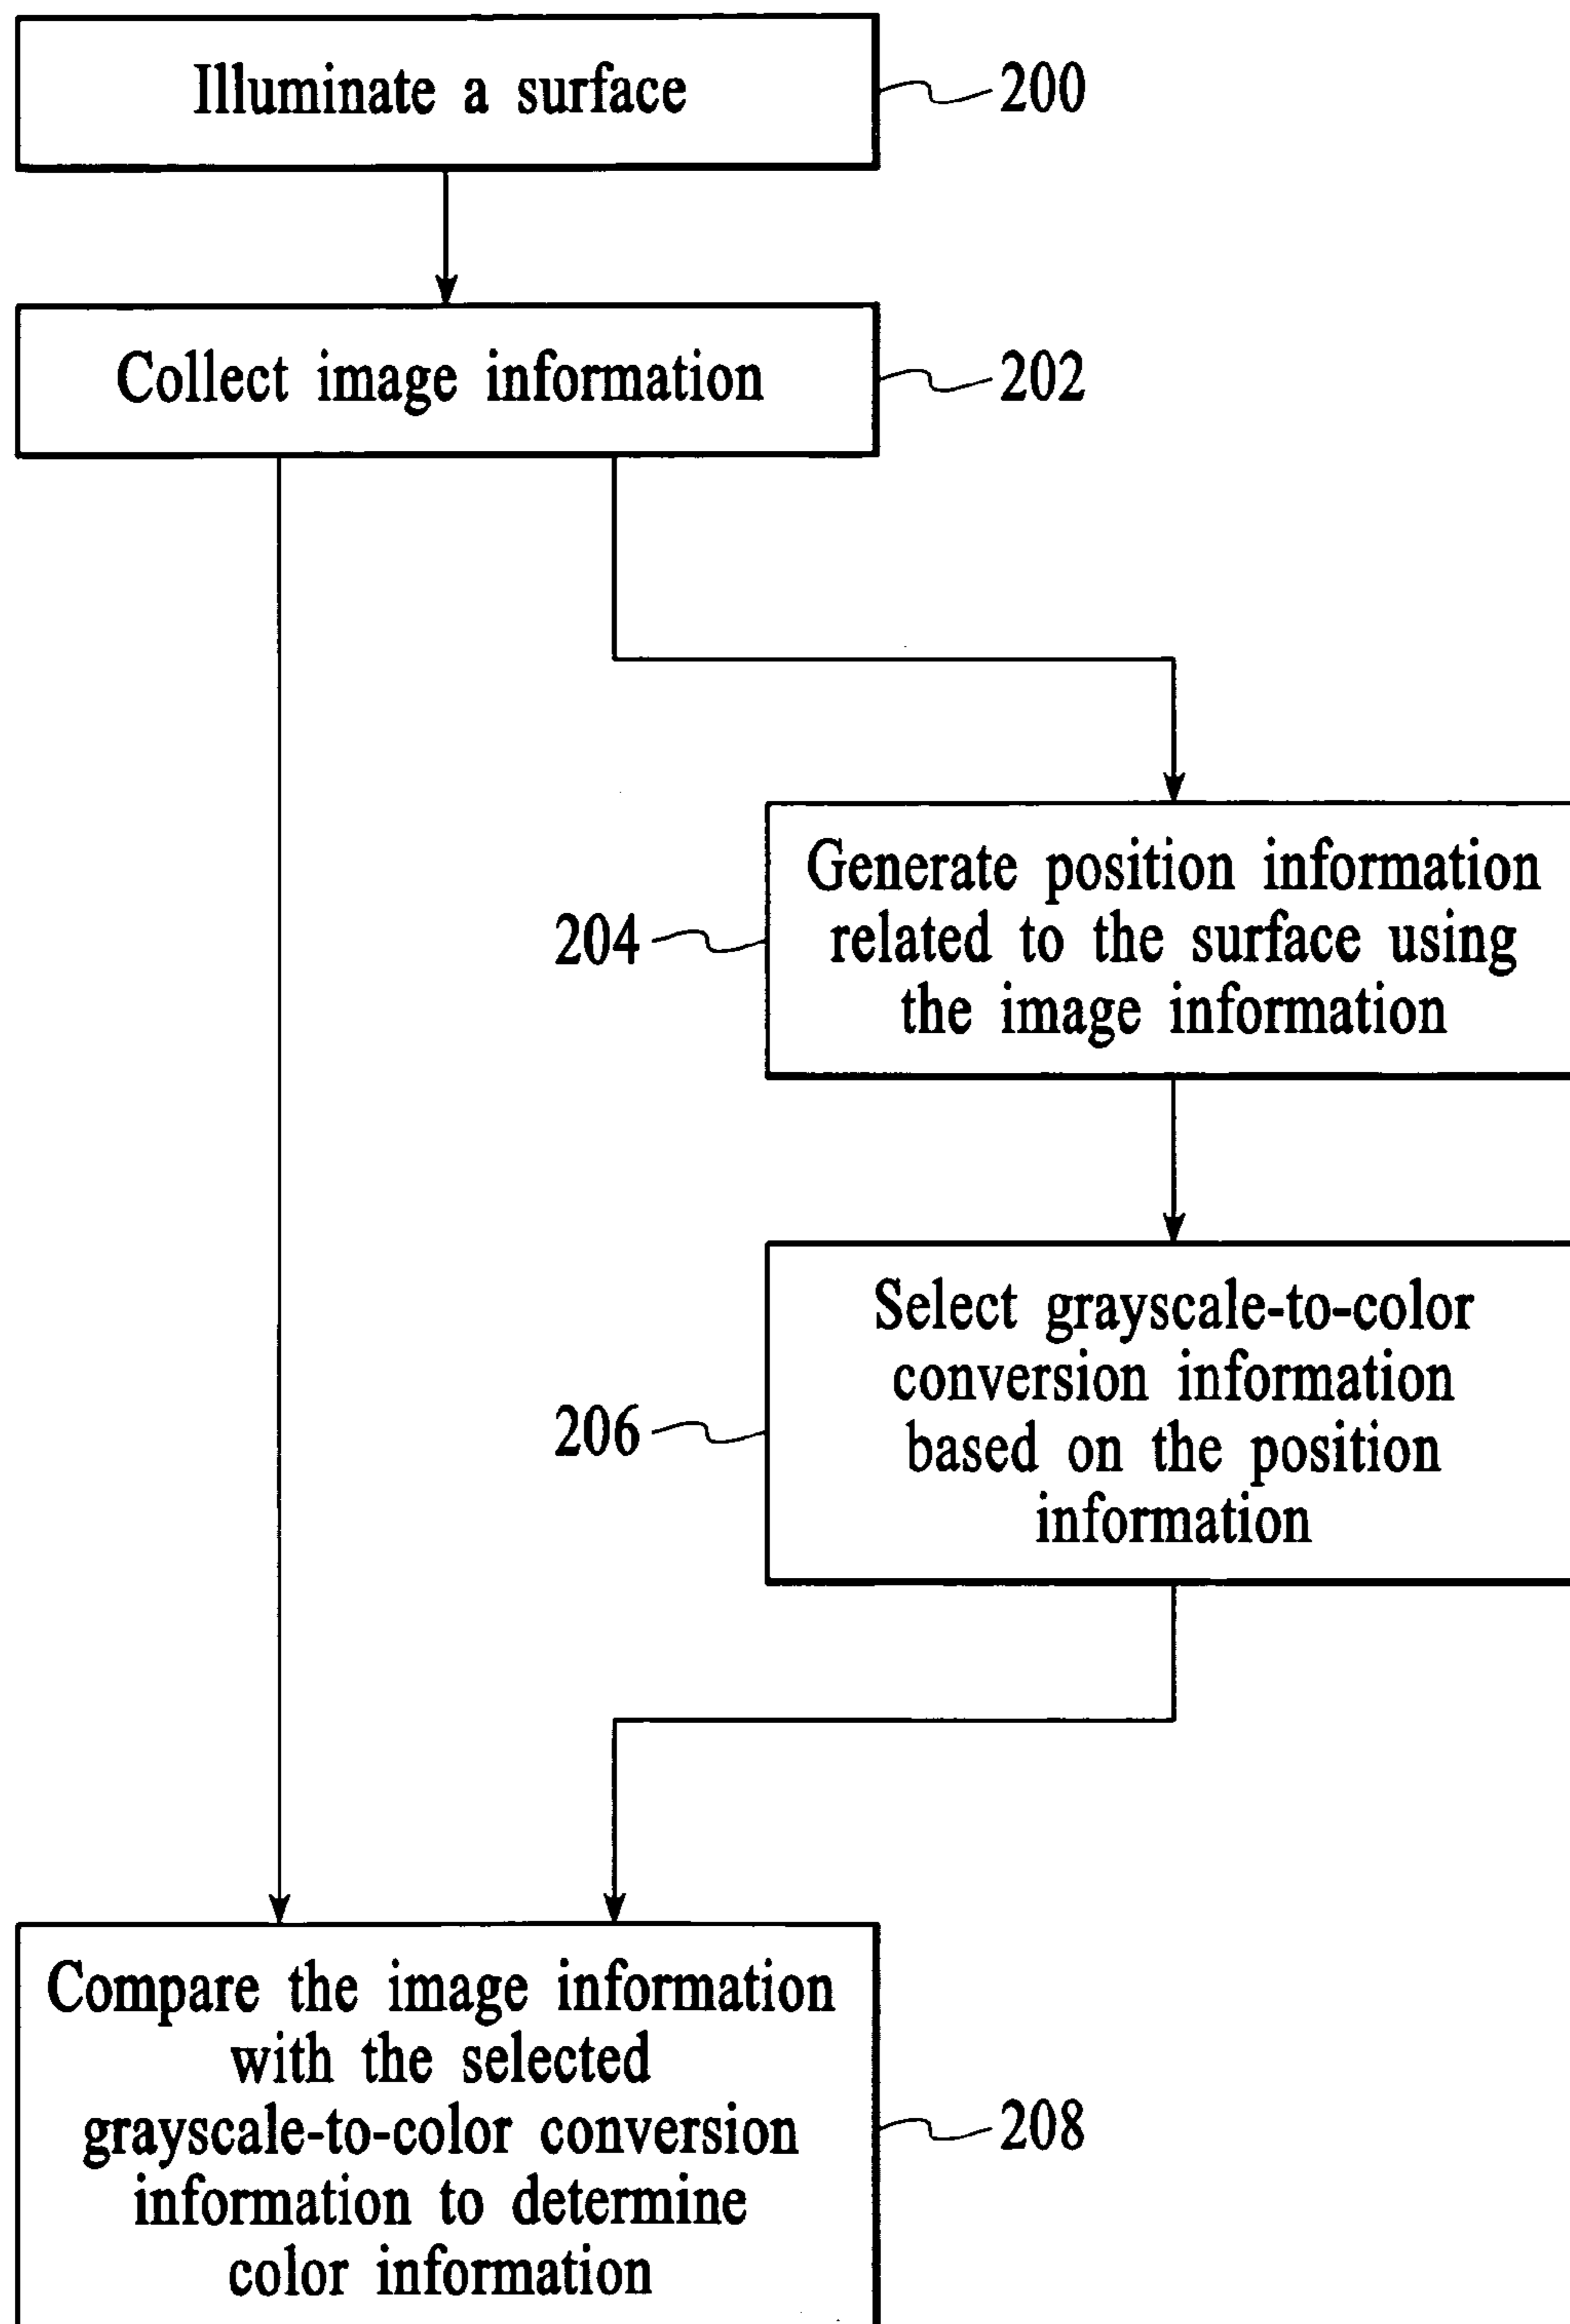 Illuminate a surface
200
Collect image information
202
Generate position information
related to the surface using
the image information
204
Select grayscale-to-color
conversion information
based on the position
information
206
Compare the image information
with the selected
grayscale-to-color conversion
information to determine
color information
208